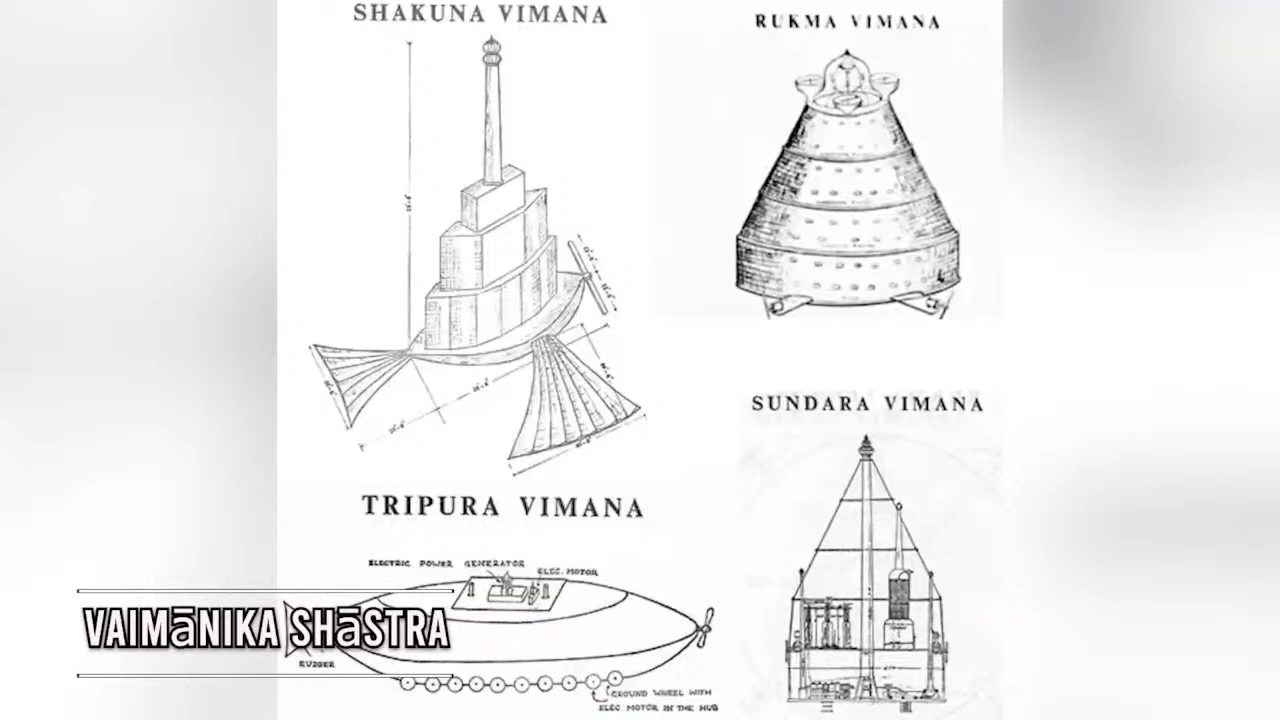 SHAKUNA VIMANA
RUKMA VIMANA
SUNDARA VIMANA
TRIPURA VIMANA
ELECTRIC POWER GENERATOR
ELEC. MOTOR
VAIMāNIKA SHāSTRA
RUDDER
GROUND WHEEL WITH
ELEC MOTOR IN THE HUB